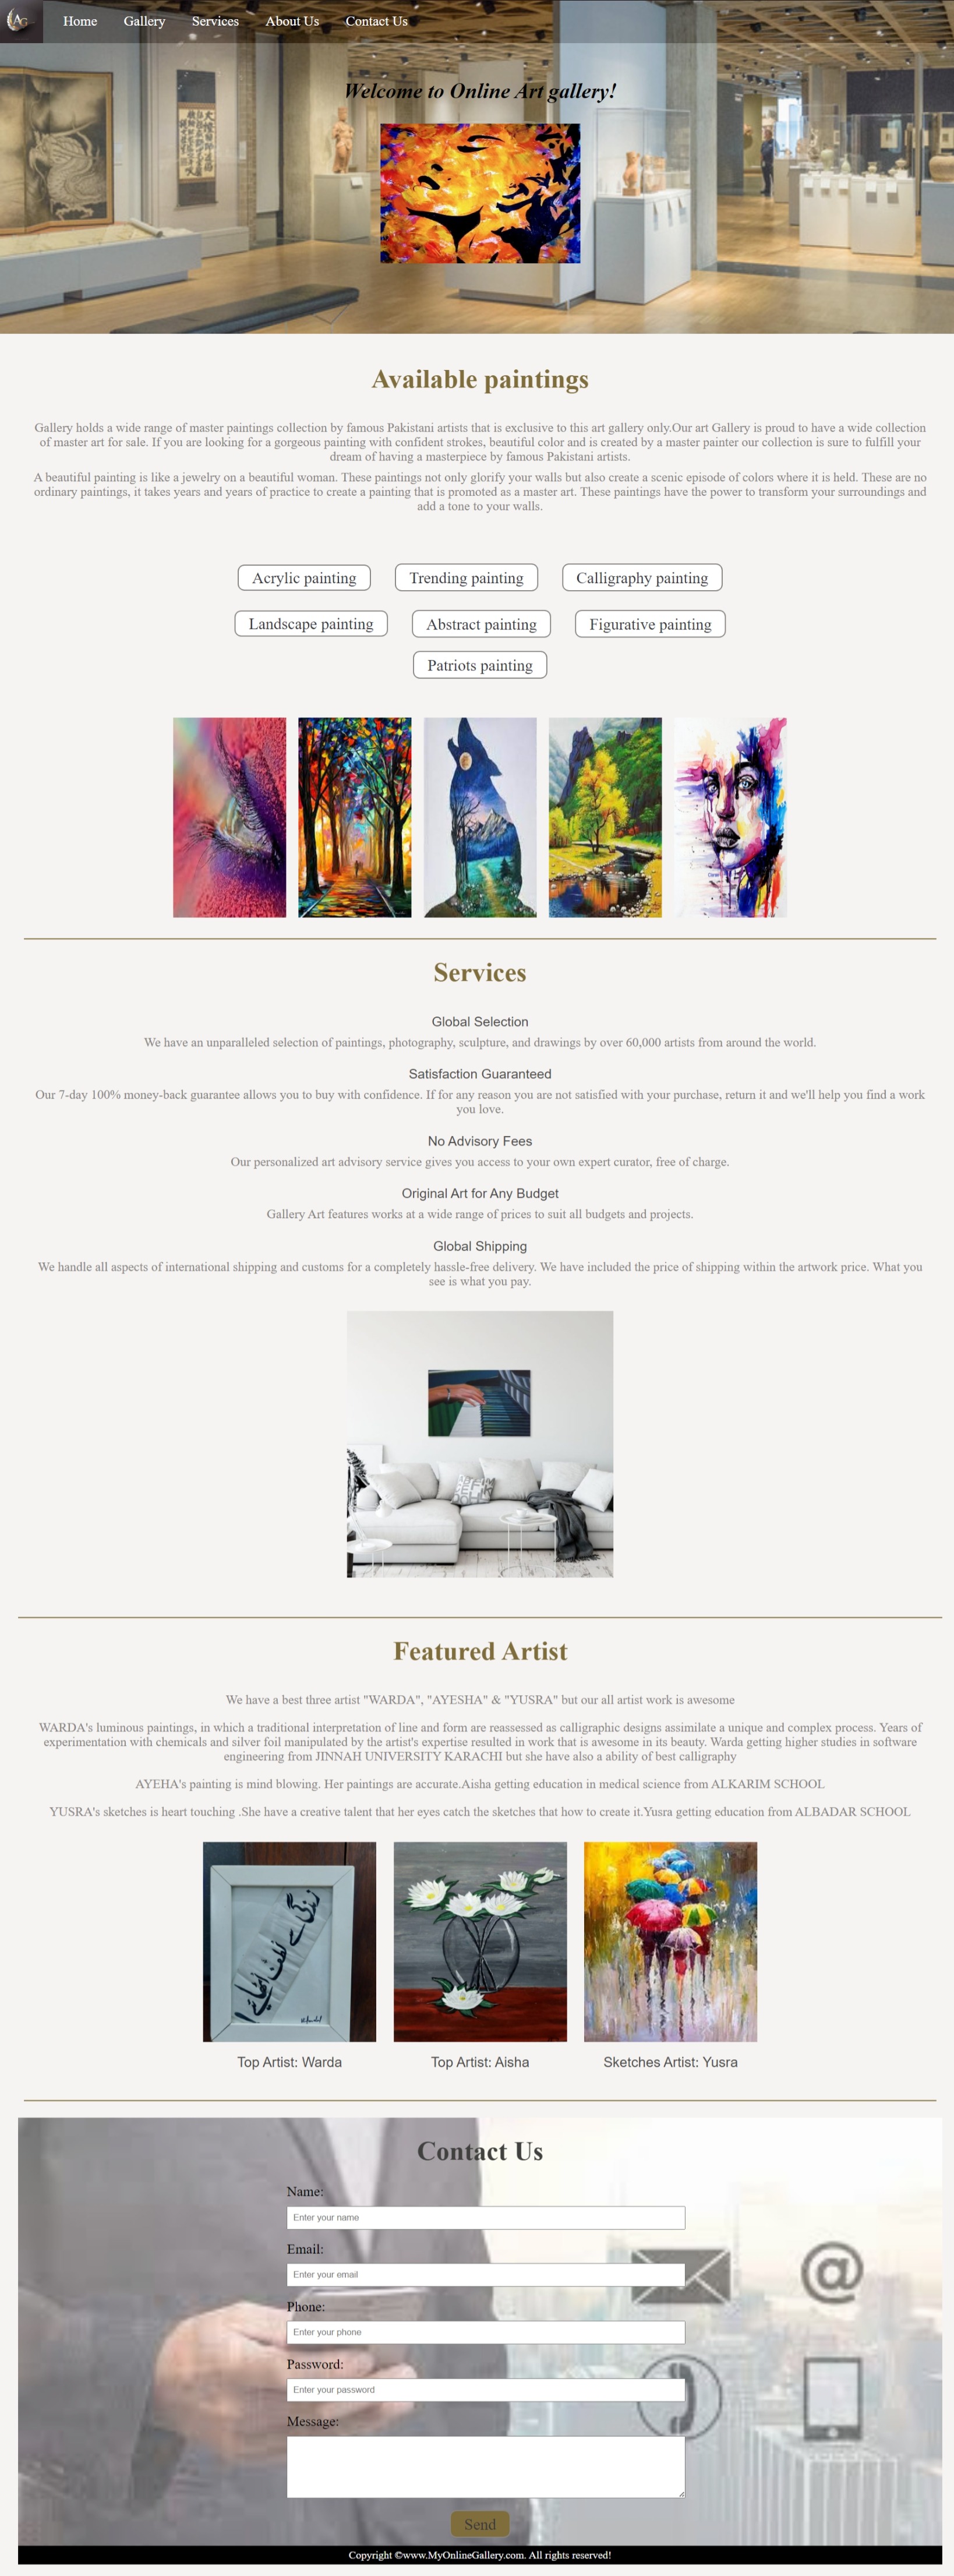 AG
Home Gallery Services About Us Contact Us
Welcome to Online Art gallery!
Available paintings
Gallery holds a wide range of master paintings collection by famous Pakistani artists that is exclusive to this art gallery only.Our art Gallery is proud to have a wide collection
of master art for sale. If you are looking for a gorgeous painting with confident strokes, beautiful color and is created by a master painter our collection is sure to fulfill your
dream of having a masterpiece by famous Pakistani artists.
A beautiful painting is like a jewelry on a beautiful woman. These paintings not only glorify your walls but also create a scenic episode of colors where it is held. These are no
ordinary paintings, it takes years and years of practice to create a painting that is promoted as a master art. These paintings have the power to transform your surroundings and
add a tone to your walls.
Acrylic painting Trending painting Calligraphy painting
Landscape painting Abstract painting Figurative painting
Patriots painting
Services
Global Selection
We have an unparalleled selection of paintings, photography, sculpture, and drawings by over 60,000 artists from around the world.
Satisfaction Guaranteed
Our 7-day 100% money-back guarantee allows you to buy with confidence. If for any reason you are not satisfied with your purchase, return it and we'll help you find a work
you love.
No Advisory Fees
Our personalized art advisory service gives you access to your own expert curator, free of charge.
Original Art for Any Budget
Gallery Art features works at a wide range of prices to suit all budgets and projects.
Global Shipping
We handle all aspects of international shipping and customs for a completely hassle-free delivery. We have included the price of shipping within the artwork price. What you
see is what you pay.
Featured Artist
We have a best three artist "WARDA", "AYESHA" & "YUSRA" but our all artist work is awesome
WARDA's luminous paintings, in which a traditional interpretation of line and form are reassessed as calligraphic designs assimilate a unique and complex process. Years of
experimentation with chemicals and silver foil manipulated by the artist's expertise resulted in work that is awesome in its beauty. Warda getting higher studies in software
engineering from JINNAH UNIVERSITY KARACHI but she have also a ability of best calligraphy
AYEHA's painting is mind blowing. Her paintings are accurate.Aisha getting education in medical science from ALKARIM SCHOOL
YUSRA's sketches is heart touching .She have a creative talent that her eyes catch the sketches that how to create it.Yusra getting education from ALBADAR SCHOOL
Top Artist: Warda Top Artist: Aisha Sketches Artist: Yusra
Contact Us
Name:
Enter your name
Email:
Enter your email
@
Phone:
Enter your phone
Password:
Enter your password
Message:
Send
Copyright ©www.MyOnlineGallery.com. All rights reserved!